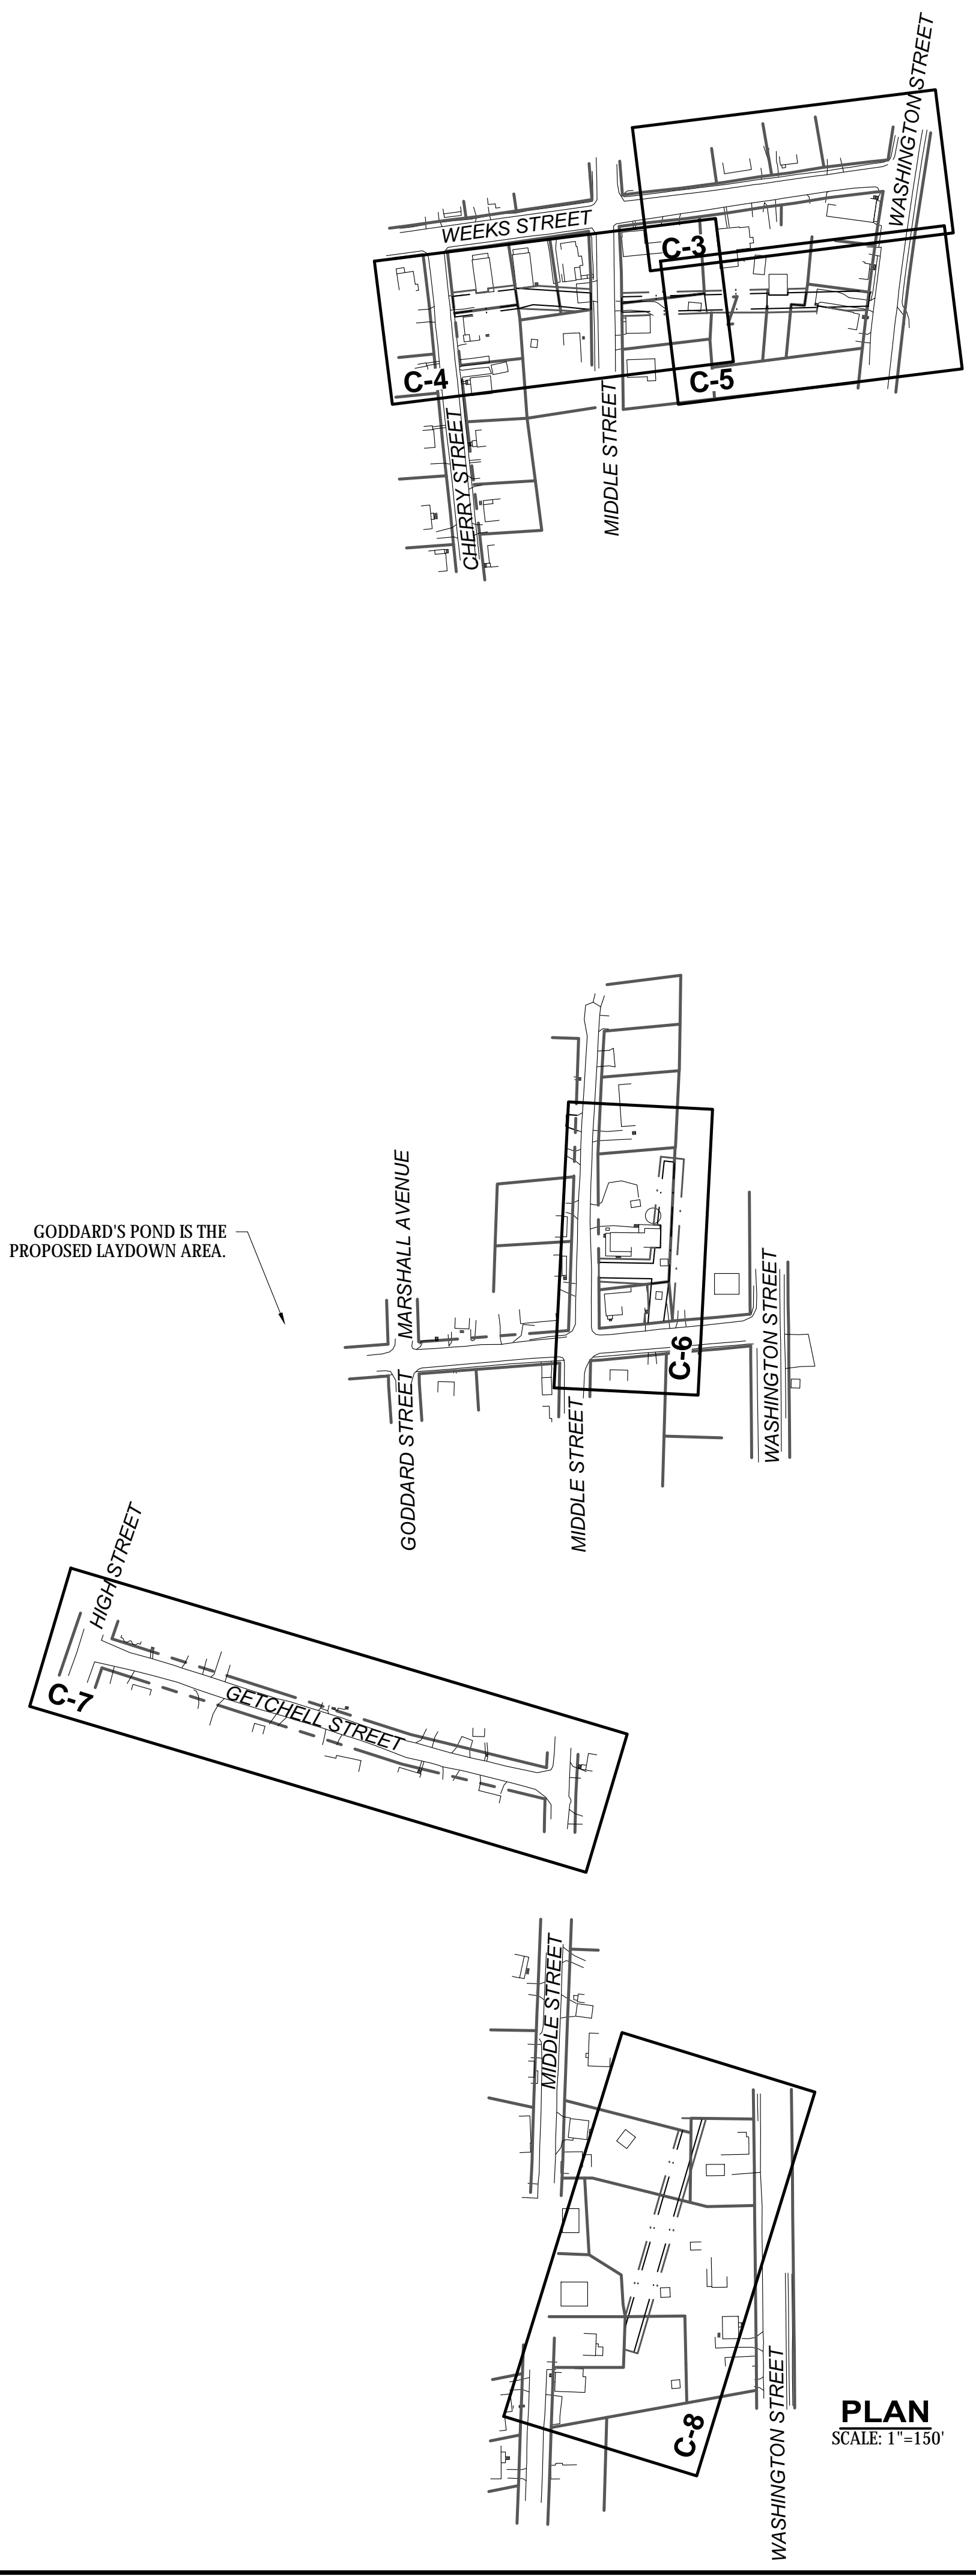 WASHINGTON STREET
WEEKS STREET
C-3
C-4
C-5
MIDDLE STREET
CHERRY STREET
MARSHALL AVENUE
GODDARD'S POND IS THE
PROPOSED LAYDOWN AREA.
WASHINGTON STREET
C-6
GODDARD STREET
MIDDLE STREET
HIGH STREET
C-7
GETCHELL STREET
MIDDLE STREET
WASHINGTON STREET
C-8
PLAN
SCALE: 1"=150'